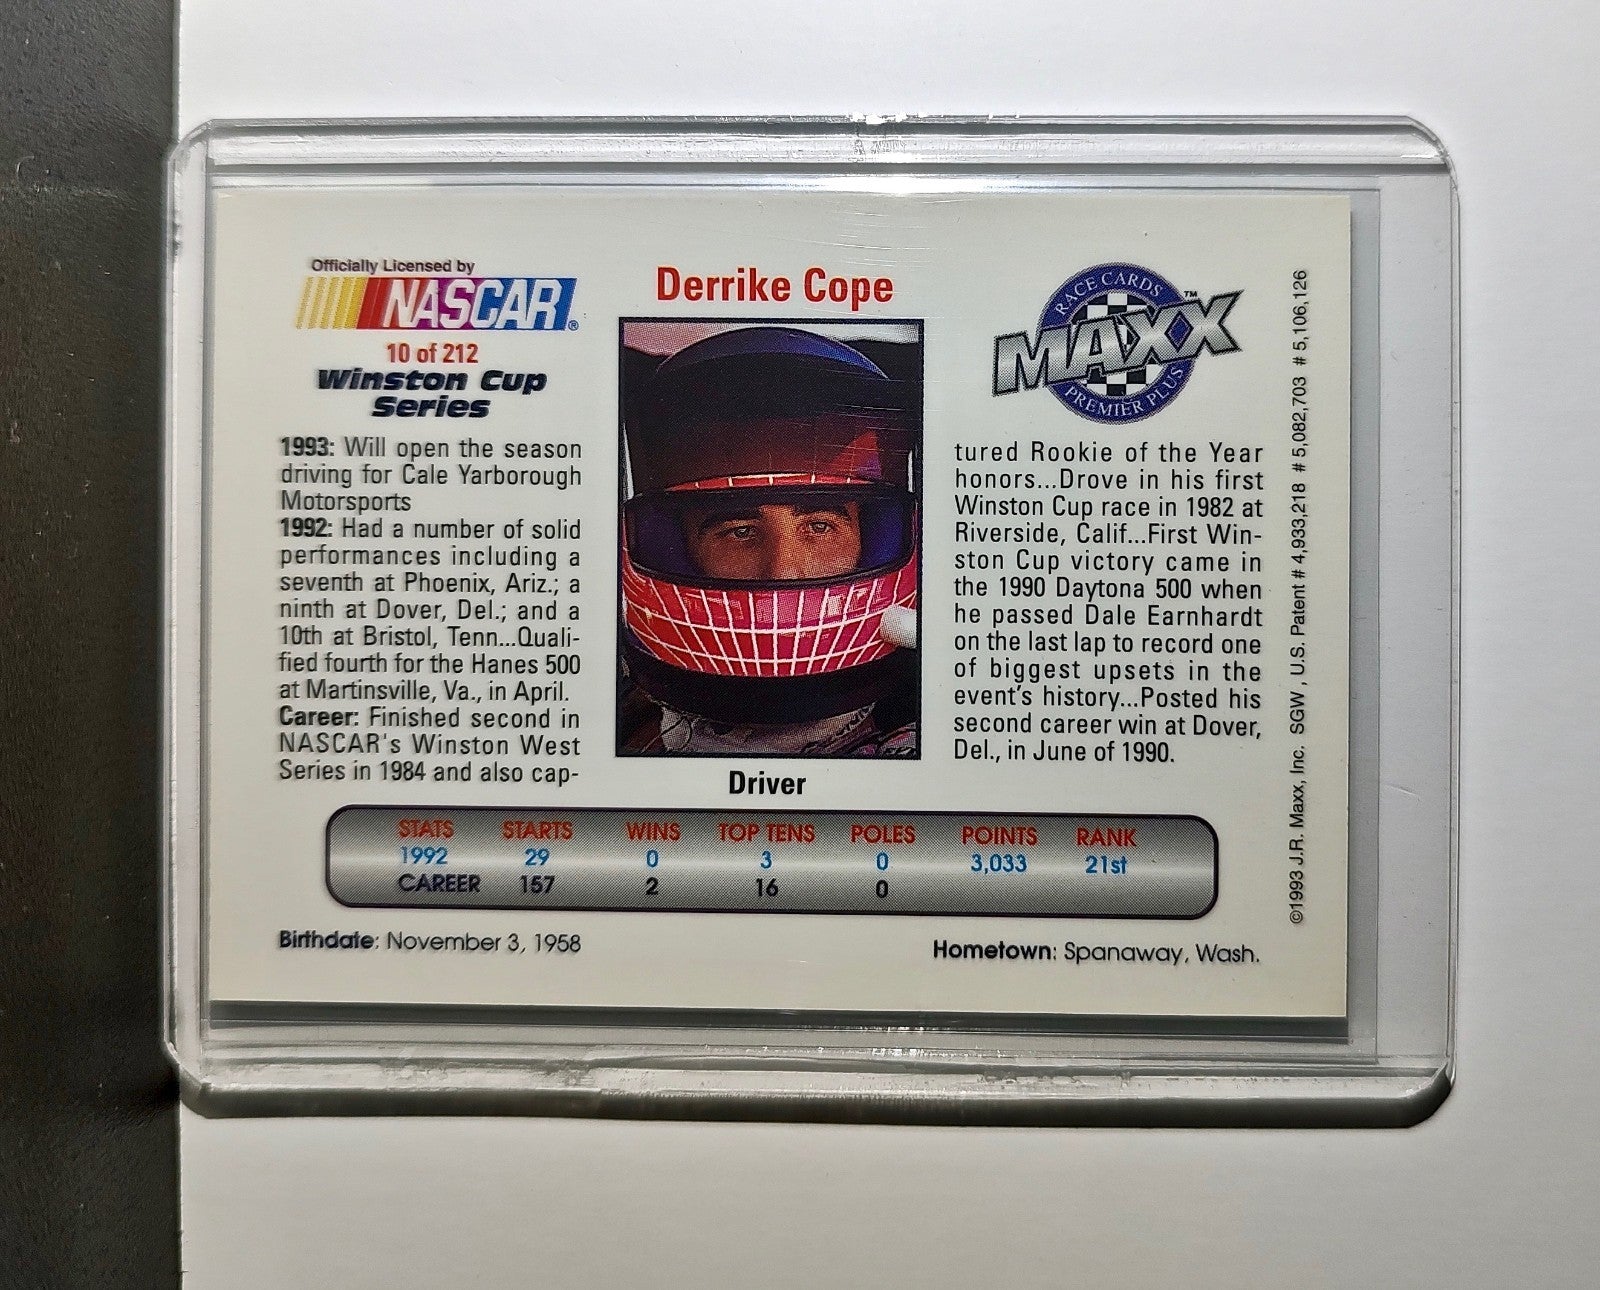 Officially Licensed by
NASCAR®
10 of 212
Winston Cup
Series
1993: Will open the season
driving for Cale Yarborough
Motorsports
1992: Had a number of solid
performances including a
seventh at Phoenix, Ariz.; a
ninth at Dover, Del.; and a
10th at Bristol, Tenn...Quali-
fied fourth for the Hanes 500
at Martinsville, Va., in April.
Career: Finished second in
NASCAR's Winston West
Series in 1984 and also cap-
Derrike Cope
Driver
RACE CARDS
MAXX™
PREMIER PLUS
tured Rookie of the Year
honors...Drove in his first
Winston Cup race in 1982 at
Riverside, Calif...First Win-
ston Cup victory came in
the 1990 Daytona 500 when
he passed Dale Earnhardt
on the last lap to record one
of biggest upsets in the
event's history...Posted his
second career win at Dover,
Del., in June of 1990.
STATS STARTS WINS TOP TENS POLES POINTS RANK
1992 29 0 3 0 3,033 21st
CAREER 157 2 16 0
Birthdate: November 3, 1958
Hometown: Spanaway, Wash.
©1993 J.R. Maxx, Inc. SGW, U.S. Patent # 4,933,218 # 5,082,703 # 5,106,126